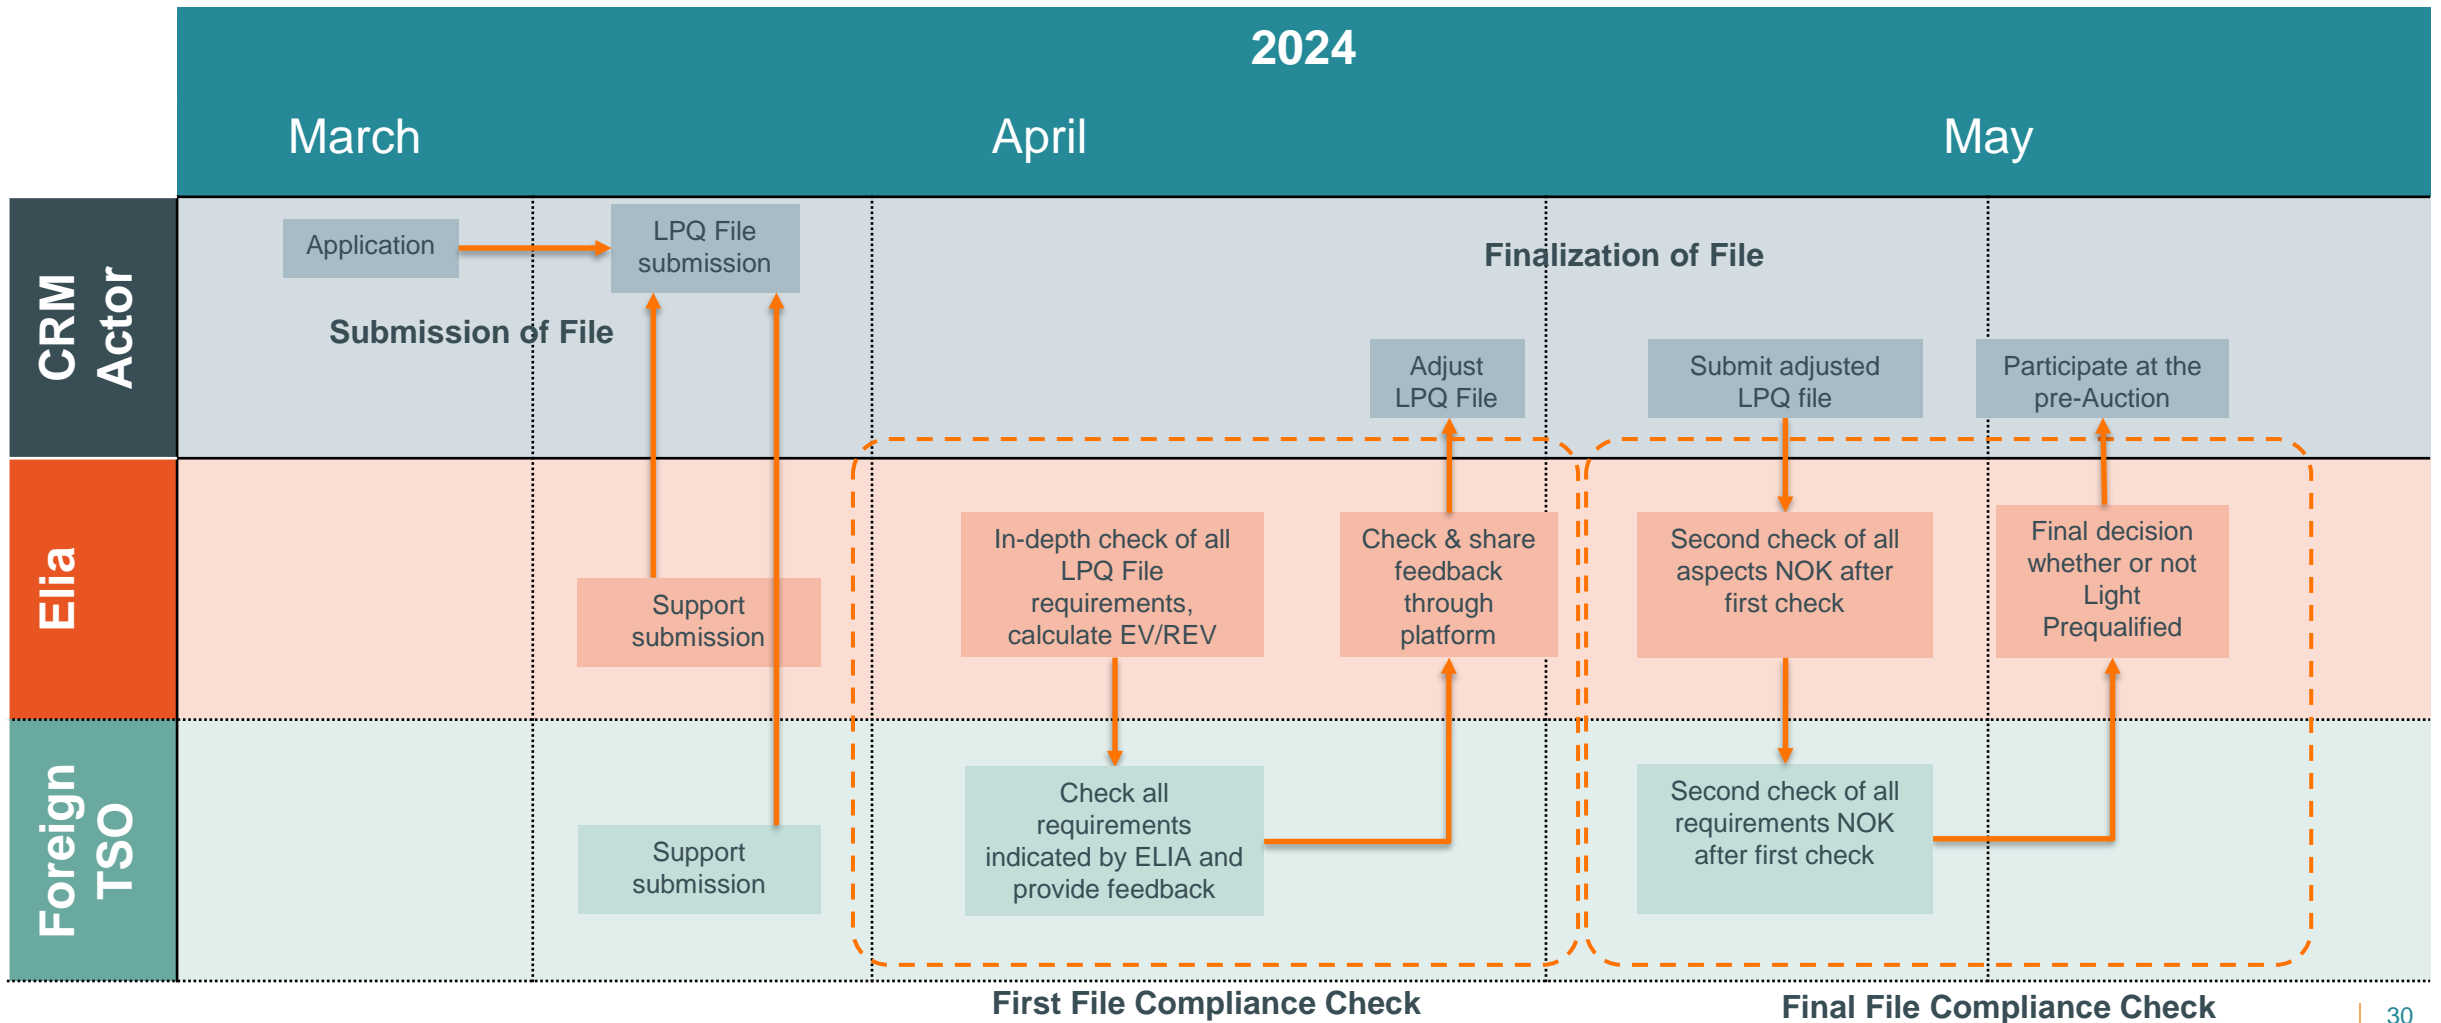 2024
March
April
May
CRM
Actor
Application
LPQ File
submission
Submission of File
Finalization of File
Adjust
LPQ File
Submit adjusted
LPQ file
Participate at the
pre-Auction
Elia
Support
submission
In-depth check of all
LPQ File
requirements,
calculate EV/REV
Check & share
feedback
through
platform
Second check of all
aspects NOK after
first check
Final decision
whether or not
Light
Prequalified
Foreign
TSO
Support
submission
Check all
requirements
indicated by ELIA and
provide feedback
Second check of all
requirements NOK
after first check
First File Compliance Check
Final File Compliance Check
30